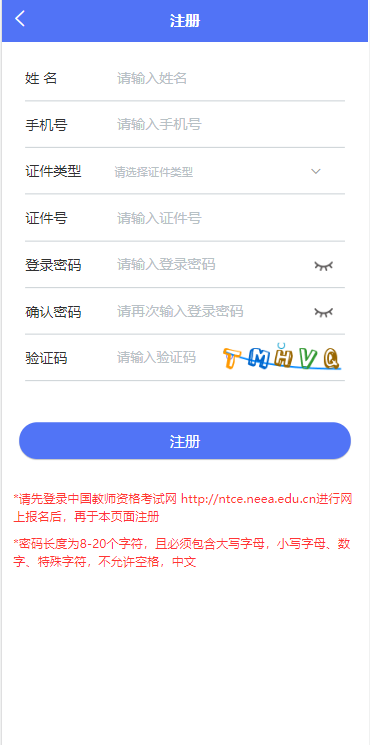 注册
姓 名 请输入姓名
手机号 请输入手机号
证件类型 请选择证件类型
证件号 请输入证件号
登录密码 请输入登录密码
确认密码 请再次输入登录密码
验证码 请输入验证码 TMHVQ
注册
*请先登录中国教师资格考试网 http://ntce.neea.edu.cn进行网
上报名后，再于本页面注册
*密码长度为8-20个字符，且必须包含大写字母，小写字母、数
字、特殊字符，不允许空格，中文